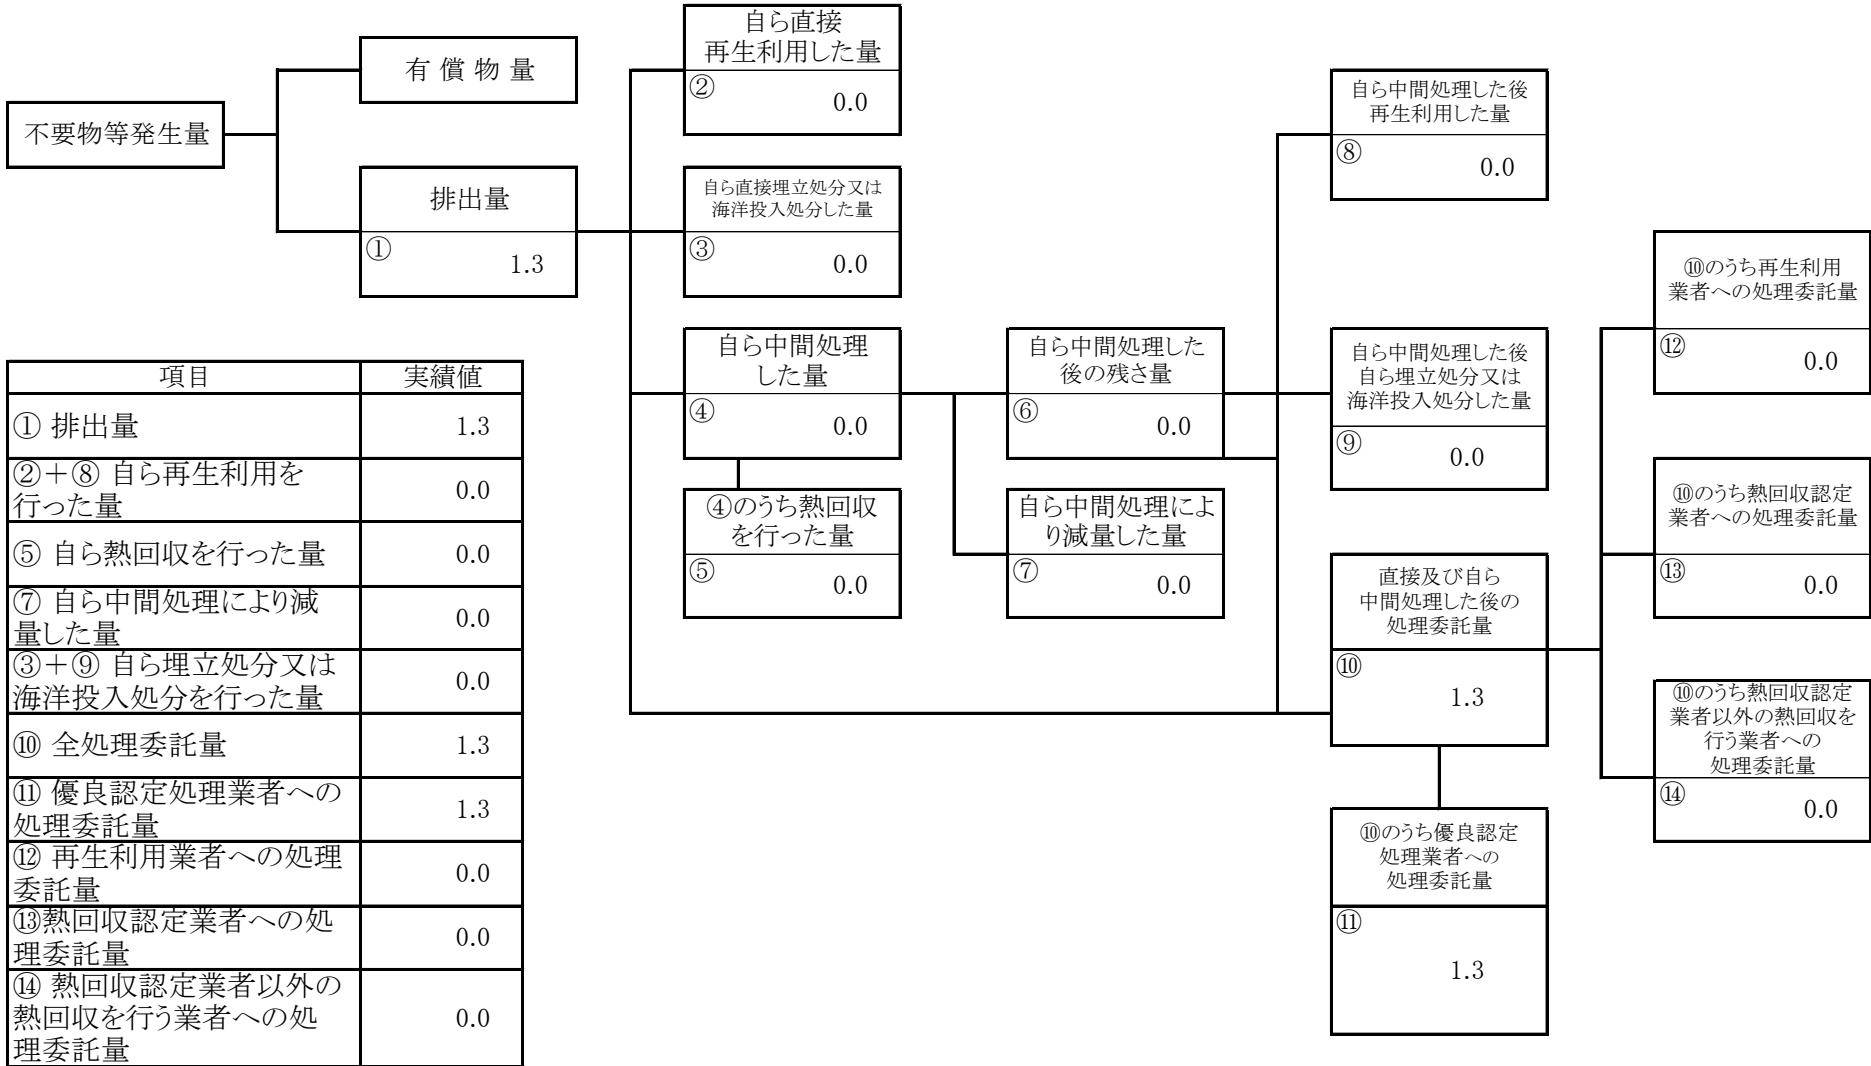 不要物等発生量
有 償 物 量
排出量
①
1.3
自ら直接
再生利用した量
②
0.0
自ら直接埋立処分又は
海洋投入処分した量
③
0.0
自ら中間処理
した量
④
0.0
④のうち熱回収
を行った量
⑤
0.0
自ら中間処理した
後の残さ量
⑥
0.0
自ら中間処理によ
り減量した量
⑦
0.0
自ら中間処理した後
再生利用した量
⑧
0.0
自ら中間処理した後
自ら埋立処分又は
海洋投入処分した量
⑨
0.0
直接及び自ら
中間処理した後の
処理委託量
⑩
1.3
⑩のうち優良認定
処理業者への
処理委託量
⑪
1.3
⑩のうち再生利用
業者への処理委託量
⑫
0.0
⑩のうち熱回収認定
業者への処理委託量
⑬
0.0
⑩のうち熱回収認定
業者以外の熱回収を
行う業者への
処理委託量
⑭
0.0
項目 実績値
① 排出量 1.3
②＋⑧ 自ら再生利用を
行った量 0.0
⑤ 自ら熱回収を行った量 0.0
⑦ 自ら中間処理により減
量した量 0.0
③＋⑨ 自ら埋立処分又は
海洋投入処分を行った量 0.0
⑩ 全処理委託量 1.3
⑪ 優良認定処理業者への
処理委託量 1.3
⑫ 再生利用業者への処理
委託量 0.0
⑬熱回収認定業者への処
理委託量 0.0
⑭ 熱回収認定業者以外の
熱回収を行う業者への処
理委託量 0.0